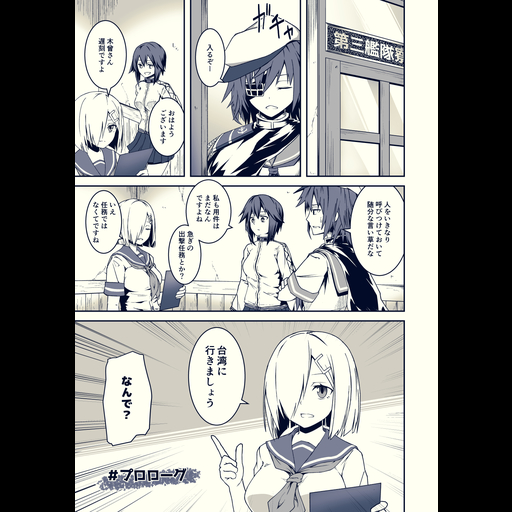 第三艦隊寮
ガチャ
入るぞー
おはよう
ございます
木曾さん
遅刻ですよ
人をいきなり
呼びつけておいて
随分な言い草だな
私も用件は
まだなん
ですよね
急ぎの
出撃任務とか?
いえ
任務では
なくてですね
台湾に
行きましょう
なんで?
#プロローグ